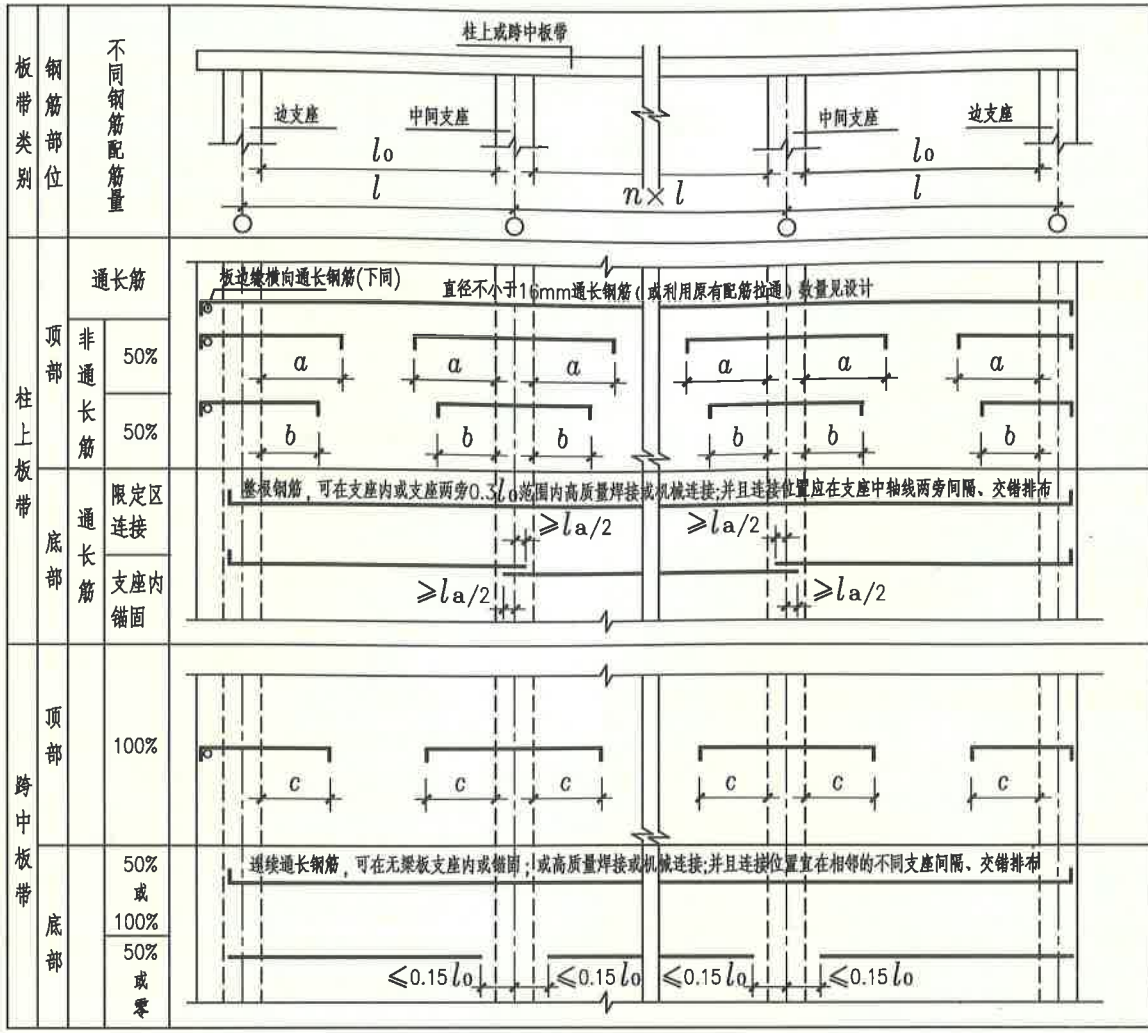 板带类别
钢筋部位
不同钢筋配筋量
柱上或跨中板带
边支座
中间支座
中间支座
边支座
l0
l0
l
n×l
l
柱上板带
顶部
通长筋
板边缘横向通长钢筋(下同)
直径不小于16mm通长钢筋(或利用原有配筋拉通)数量见设计
非通长筋
50%
a
a
a
a
a
a
50%
b
b
b
b
b
b
底部
通长筋
限定区
连接
整根钢筋,可在支座内或支座两旁0.3l0范围内高质量焊接或机械连接;并且连接位置应在支座中轴线两旁间隔、交错排布
≥la/2
≥la/2
支座内
锚固
≥la/2
≥la/2
跨中板带
顶部
100%
c
c
c
c
c
c
底部
50%
或
100%
连续通长钢筋,可在无梁板支座内或锚固;或高质量焊接或机械连接;并且连接位置宜在相邻的不同支座间隔、交错排布
50%
或
零
≤0.15l0
≤0.15l0
≤0.15l0
≤0.15l0